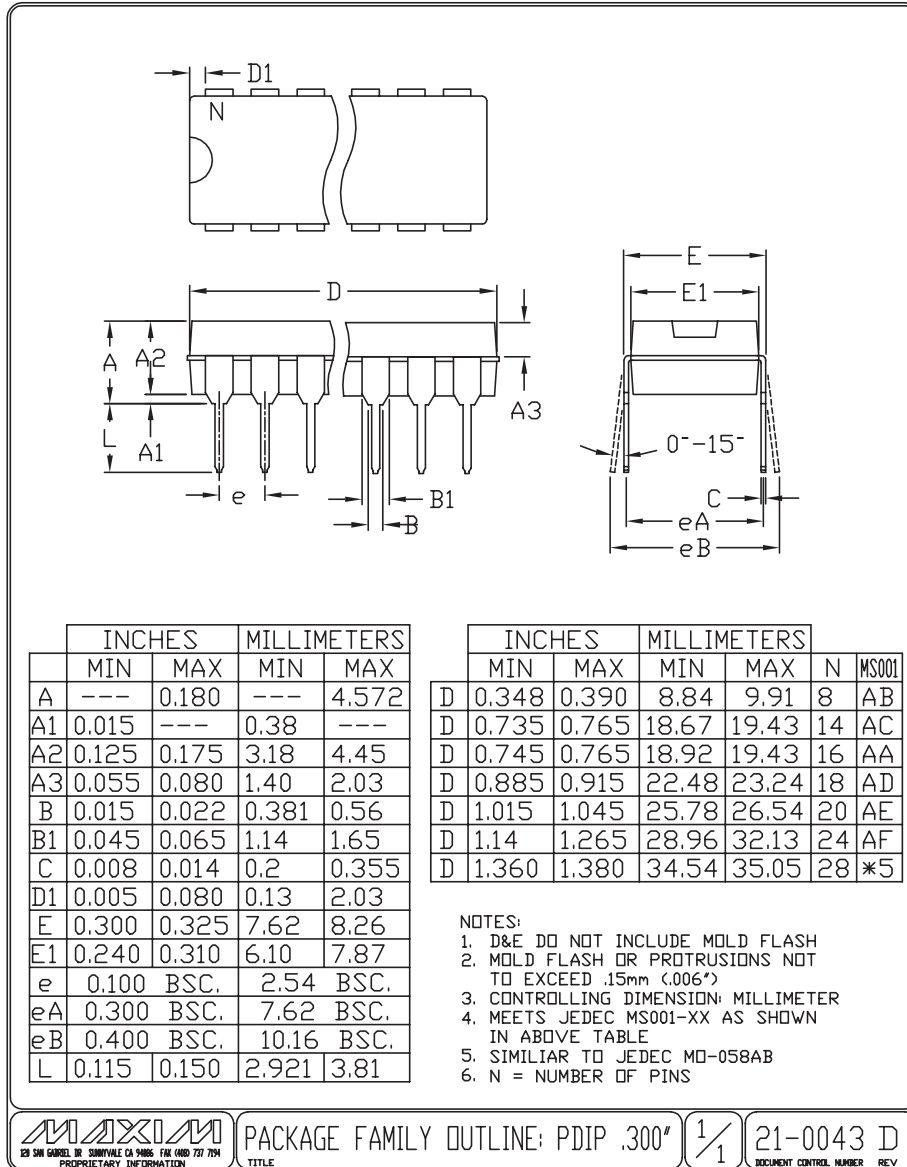 D1
N
E
E1
D
A
A2
A3
L
A1
0°-15°
e
B1
B
C
eA
eB
INCHES MILLIMETERS
MIN MAX MIN MAX
A --- 0.180 --- 4.572
A1 0.015 --- 0.38 ---
A2 0.125 0.175 3.18 4.45
A3 0.055 0.080 1.40 2.03
B 0.015 0.022 0.381 0.56
B1 0.045 0.065 1.14 1.65
C 0.008 0.014 0.2 0.355
D1 0.005 0.080 0.13 2.03
E 0.300 0.325 7.62 8.26
E1 0.240 0.310 6.10 7.87
e 0.100 BSC. 2.54 BSC.
eA 0.300 BSC. 7.62 BSC.
eB 0.400 BSC. 10.16 BSC.
L 0.115 0.150 2.921 3.81
INCHES MILLIMETERS
MIN MAX MIN MAX N MS001
D 0.348 0.390 8.84 9.91 8 AB
D 0.735 0.765 18.67 19.43 14 AC
D 0.745 0.765 18.92 19.43 16 AA
D 0.885 0.915 22.48 23.24 18 AD
D 1.015 1.045 25.78 26.54 20 AE
D 1.14 1.265 28.96 32.13 24 AF
D 1.360 1.380 34.54 35.05 28 *5
NOTES:
1. D&E DO NOT INCLUDE MOLD FLASH
2. MOLD FLASH OR PROTRUSIONS NOT
TO EXCEED .15mm (.006")
3. CONTROLLING DIMENSION: MILLIMETER
4. MEETS JEDEC MS001-XX AS SHOWN
IN ABOVE TABLE
5. SIMILIAR TO JEDEC MO-058AB
6. N = NUMBER OF PINS
MAXIM
120 SAN GABRIEL DR SUNNYVALE CA 94086 FAX (408) 737 7194
PROPRIETARY INFORMATION
PACKAGE FAMILY OUTLINE: PDIP .300"
TITLE
1/1
21-0043 D
DOCUMENT CONTROL NUMBER REV